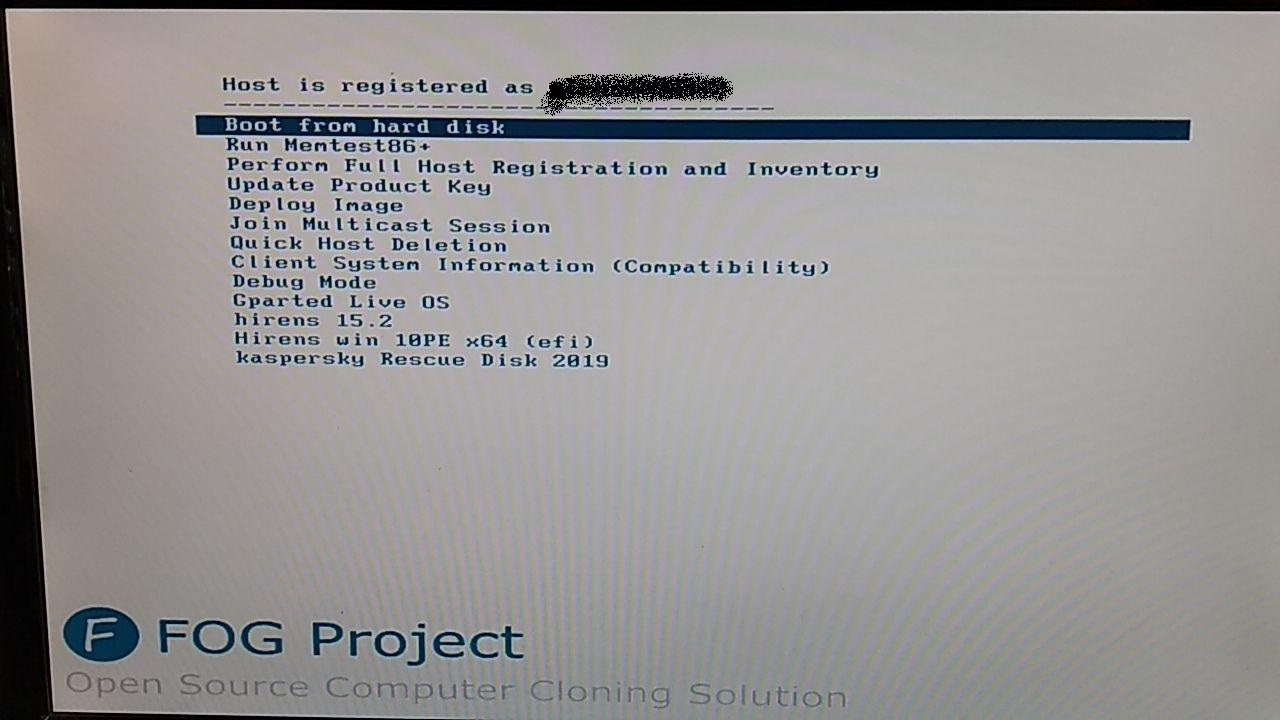 Host is registered as
------------------------------------
Boot from hard disk
Run Memtest86+
Perform Full Host Registration and Inventory
Update Product Key
Deploy Image
Join Multicast Session
Quick Host Deletion
Client System Information (Compatibility)
Debug Mode
Gparted Live OS
hirens 15.2
Hirens win 10PE x64 (efi)
kaspersky Rescue Disk 2019
F FOG Project
Open Source Computer Cloning Solution